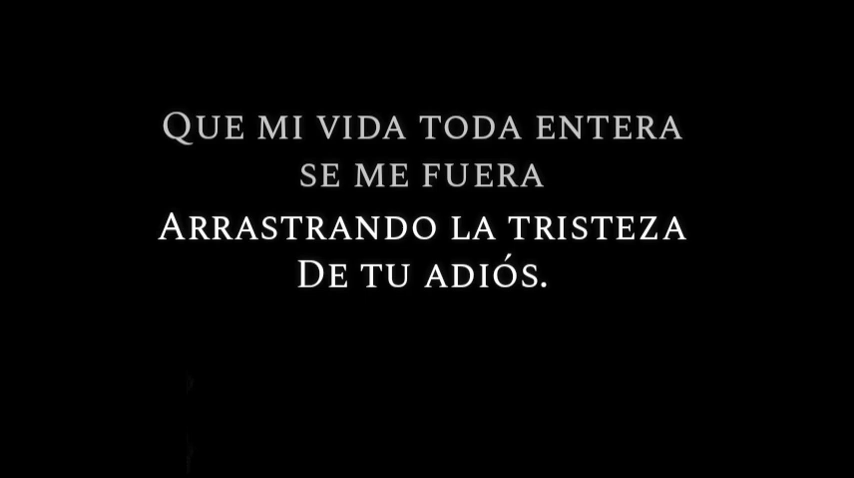 Que mi vida toda entera
se me fuera
Arrastrando la tristeza
De tu adiós.